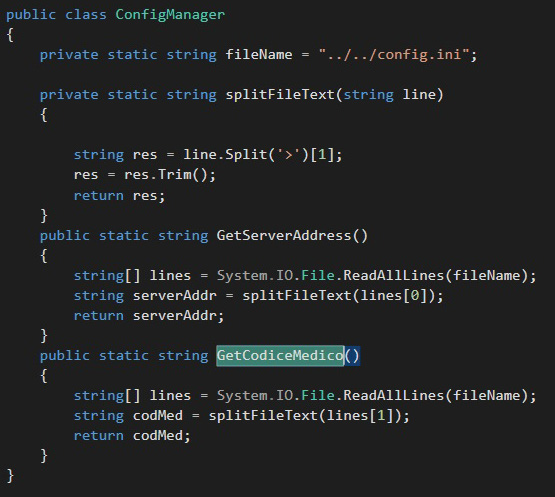 public class ConfigManager
{
    private static string fileName = "../../config.ini";
    private static string splitFileText(string line)
    {
        string res = line.Split('>')[1];
        res = res.Trim();
        return res;
    }
    public static string GetServerAddress()
    {
        string[] lines = System.IO.File.ReadAllLines(fileName);
        string serverAddr = splitFileText(lines[0]);
        return serverAddr;
    }
    public static string GetCodiceMedico()
    {
        string[] lines = System.IO.File.ReadAllLines(fileName);
        string codMed = splitFileText(lines[1]);
        return codMed;
    }
}